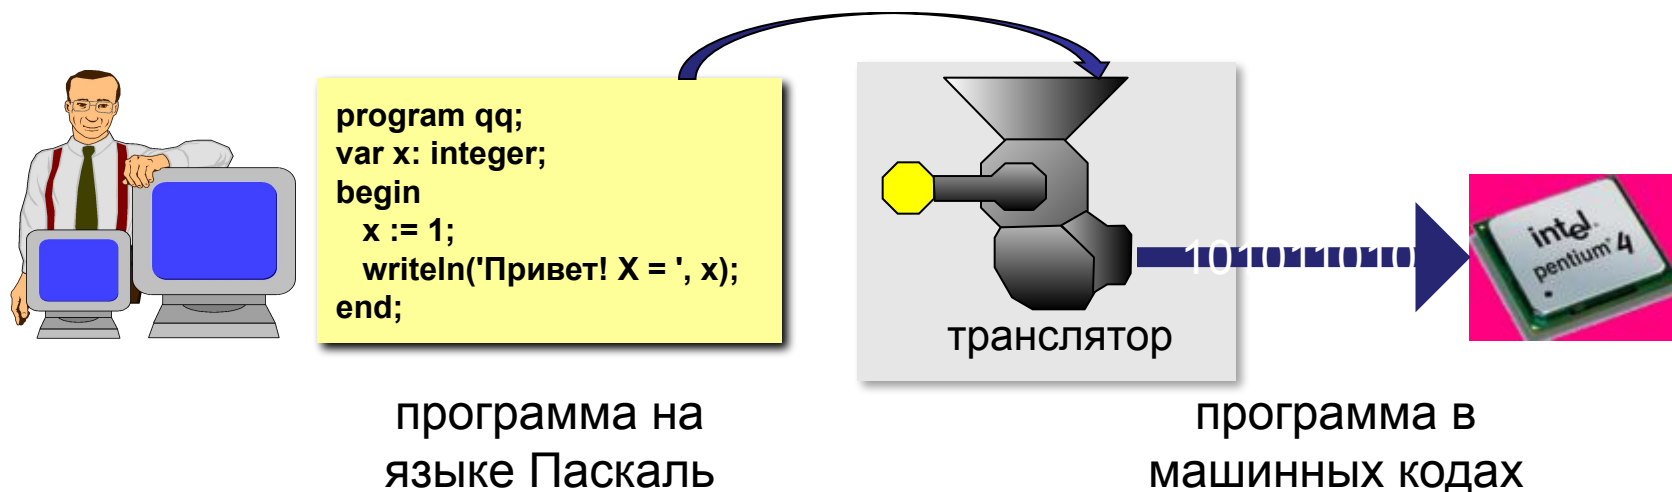 program qq;
var x: integer;
begin
x := 1;
writeln('Привет! X = ', x);
end;
транслятор
101011010
intel.
pentium® 4
программа на
языке Паскаль
программа в
машинных кодах